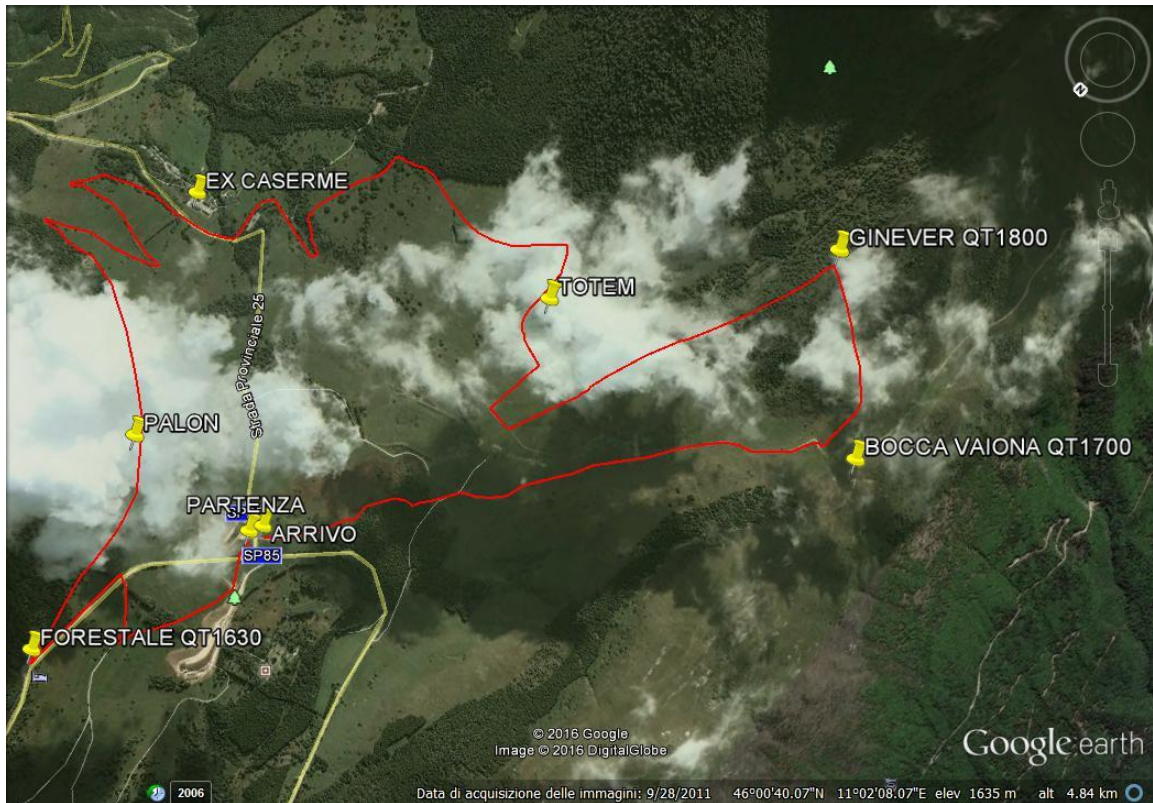 N
EX CASERME
GINEVER QT1800
TOTEM
Strada Provinciale 25
PALON
BOCCA VAIONA QT1700
PARTENZA
SP
ARRIVO
SP85
FORESTALE QT1630
© 2016 Google
Image © 2016 DigitalGlobe
Google earth
2006
Data di acquisizione delle immagini: 9/28/2011 46°00'40.07"N 11°02'08.07"E elev 1635 m alt 4.84 km